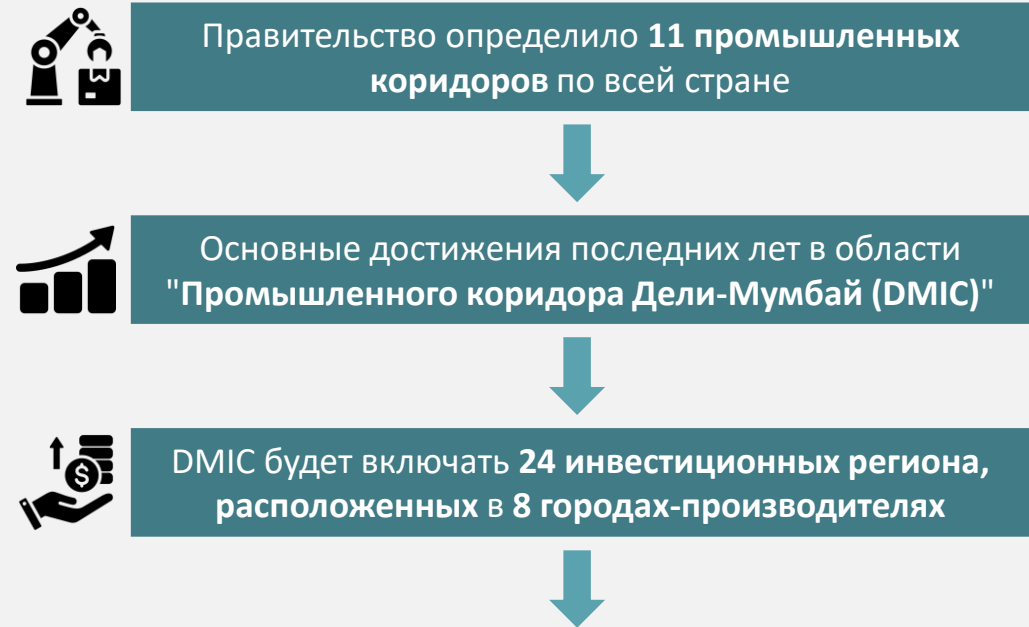 Правительство определило 11 промышленных
коридоров по всей стране
Основные достижения последних лет в области
"Промышленного коридора Дели-Мумбай (DMIC)"
DMIC будет включать 24 инвестиционных региона,
расположенных в 8 городах-производителях